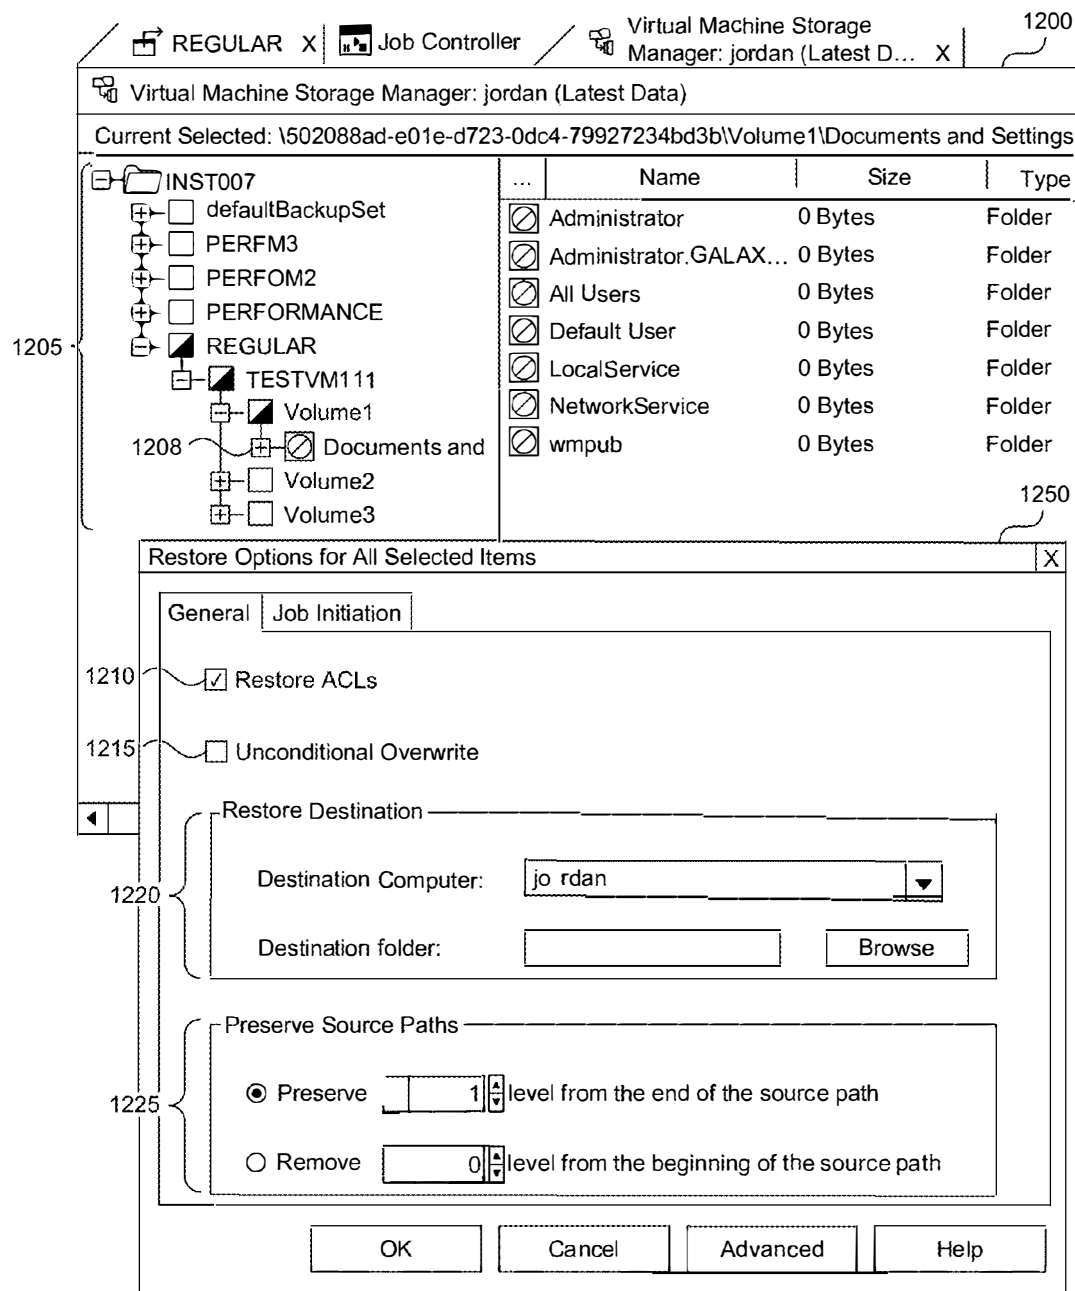 1200
REGULAR X Job Controller Virtual Machine Storage Manager: jordan (Latest D... X
Virtual Machine Storage Manager: jordan (Latest Data)
Current Selected: \502088ad-e01e-d723-0dc4-79927234bd3b\Volume1\Documents and Settings
INST007
defaultBackupSet
PERFM3
PERFOM2
PERFORMANCE
1205
REGULAR
TESTVM111
Volume1
1208
Documents and
Volume2
Volume3
... Name Size Type
Administrator 0 Bytes Folder
Administrator.GALAX... 0 Bytes Folder
All Users 0 Bytes Folder
Default User 0 Bytes Folder
LocalService 0 Bytes Folder
NetworkService 0 Bytes Folder
wmpub 0 Bytes Folder
1250
Restore Options for All Selected Items X
General Job Initiation
1210 Restore ACLs
1215 Unconditional Overwrite
Restore Destination
Destination Computer: jo rdan
1220
Destination folder: Browse
Preserve Source Paths
Preserve 1 level from the end of the source path
1225
Remove 0 level from the beginning of the source path
OK Cancel Advanced Help